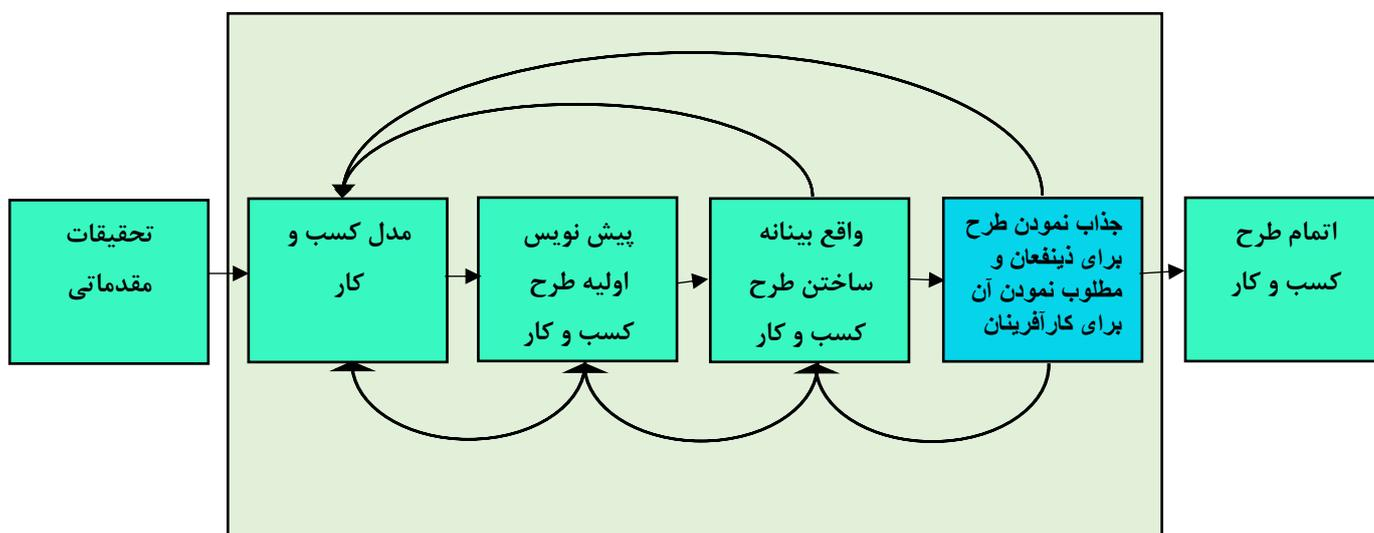 تحقیقات
مقدماتی
مدل کسب و
کار
پیش نویس
اولیه طرح
کسب و کار
واقع بینانه
ساختن طرح
کسب و کار
جذاب نمودن طرح
برای ذینفعان و
مطلوب نمودن آن
برای کارآفرینان
اتمام طرح
کسب و کار